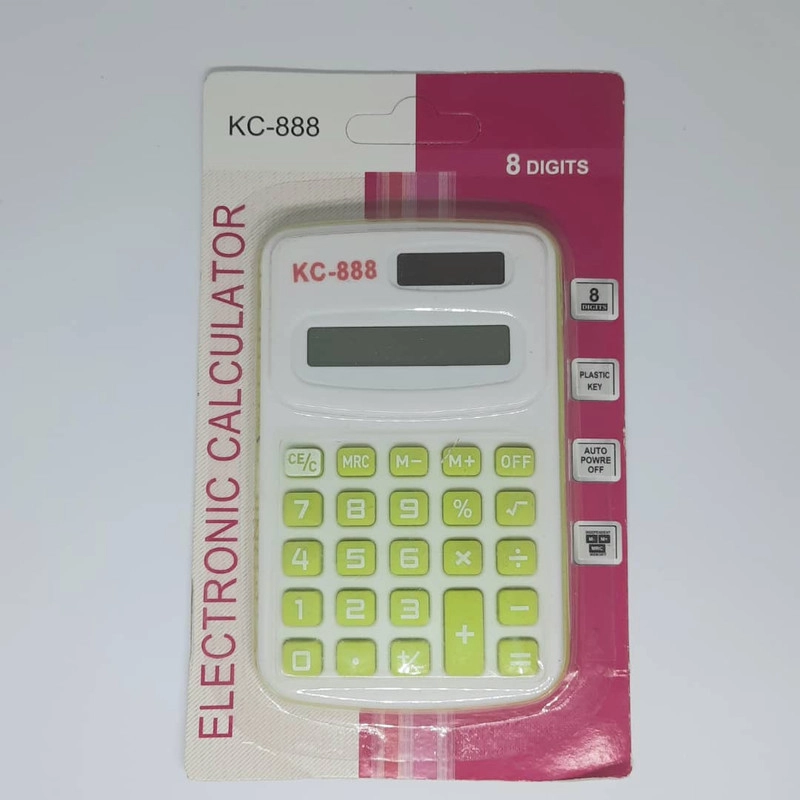 KC-888
8 DIGITS
ELECTRONIC CALCULATOR
KC-888
8
DIGITS
PLASTIC
KEY
AUTO
POWRE
OFF
M- M+
MRC
CE/C MRC M- M+ OFF
7 8 9 % √
4 5 6 × ÷
1 2 3 −
+
0 . +/- =